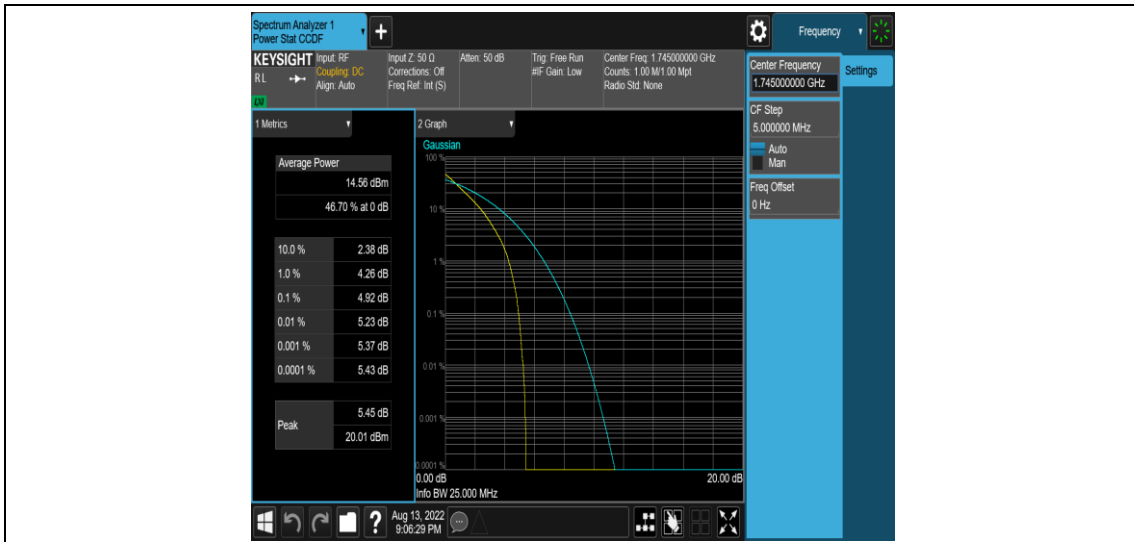 Spectrum Analyzer 1
Power Stat CCDF
Frequency
KEYSIGHT
Input: RF
Coupling: DC
Align: Auto
RL
LXI
Input Z: 50 Ω
Corrections: Off
Freq Ref: Int (S)
Atten: 50 dB
Trig: Free Run
#IF Gain: Low
Center Freq: 1.745000000 GHz
Counts: 1.00 M/1.00 Mpt
Radio Std: None
Center Frequency
1.745000000 GHz
Settings
CF Step
5.000000 MHz
Auto
Man
Freq Offset
0 Hz
1 Metrics
Average Power
14.56 dBm
46.70 % at 0 dB
10.0 % 2.38 dB
1.0 % 4.26 dB
0.1 % 4.92 dB
0.01 % 5.23 dB
0.001 % 5.37 dB
0.0001 % 5.43 dB
Peak
5.45 dB
20.01 dBm
2 Graph
Gaussian
100 %
10 %
1 %
0.1 %
0.01 %
0.001 %
0.0001 %
0.00 dB
20.00 dB
Info BW 25.000 MHz
?
Aug 13, 2022
9:06:29 PM